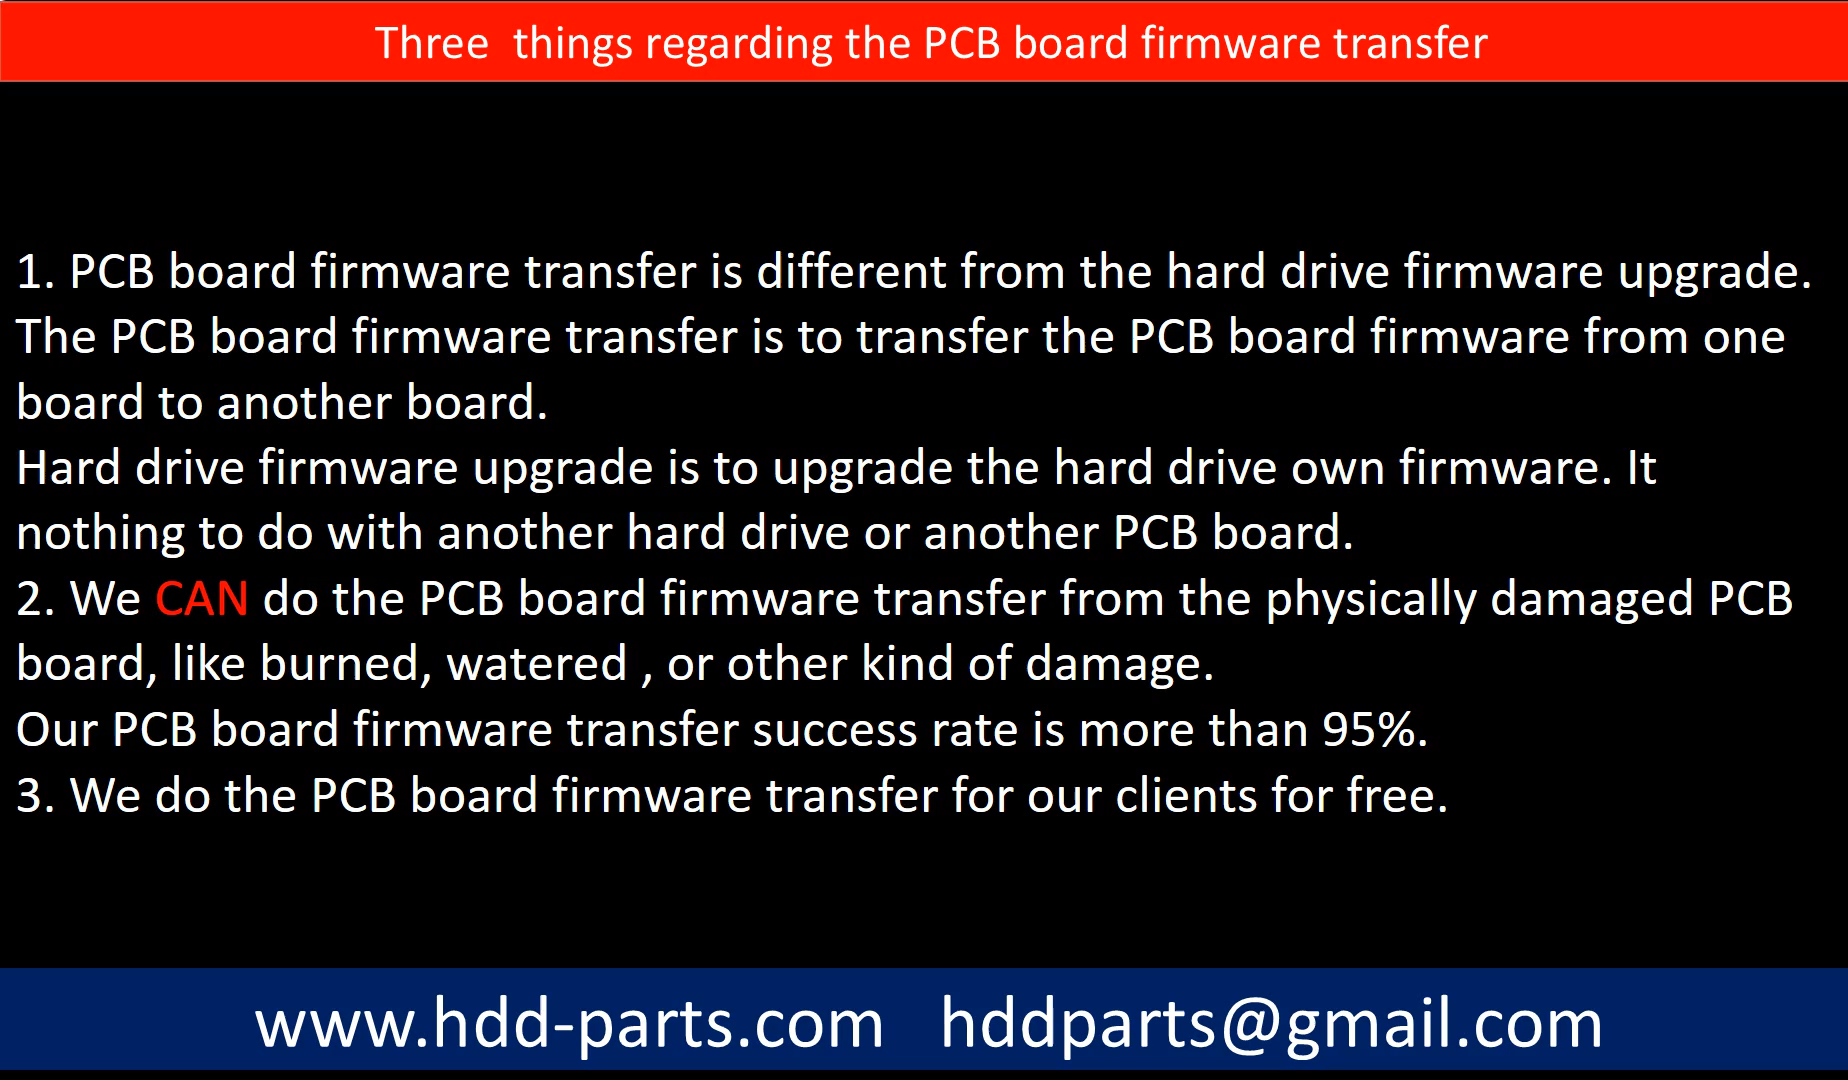 Three  things regarding the PCB board firmware transfer
1. PCB board firmware transfer is different from the hard drive firmware upgrade.
The PCB board firmware transfer is to transfer the PCB board firmware from one
board to another board.
Hard drive firmware upgrade is to upgrade the hard drive own firmware. It
nothing to do with another hard drive or another PCB board.
2. We CAN do the PCB board firmware transfer from the physically damaged PCB
board, like burned, watered , or other kind of damage.
Our PCB board firmware transfer success rate is more than 95%.
3. We do the PCB board firmware transfer for our clients for free.
www.hdd-parts.com   hddparts@gmail.com